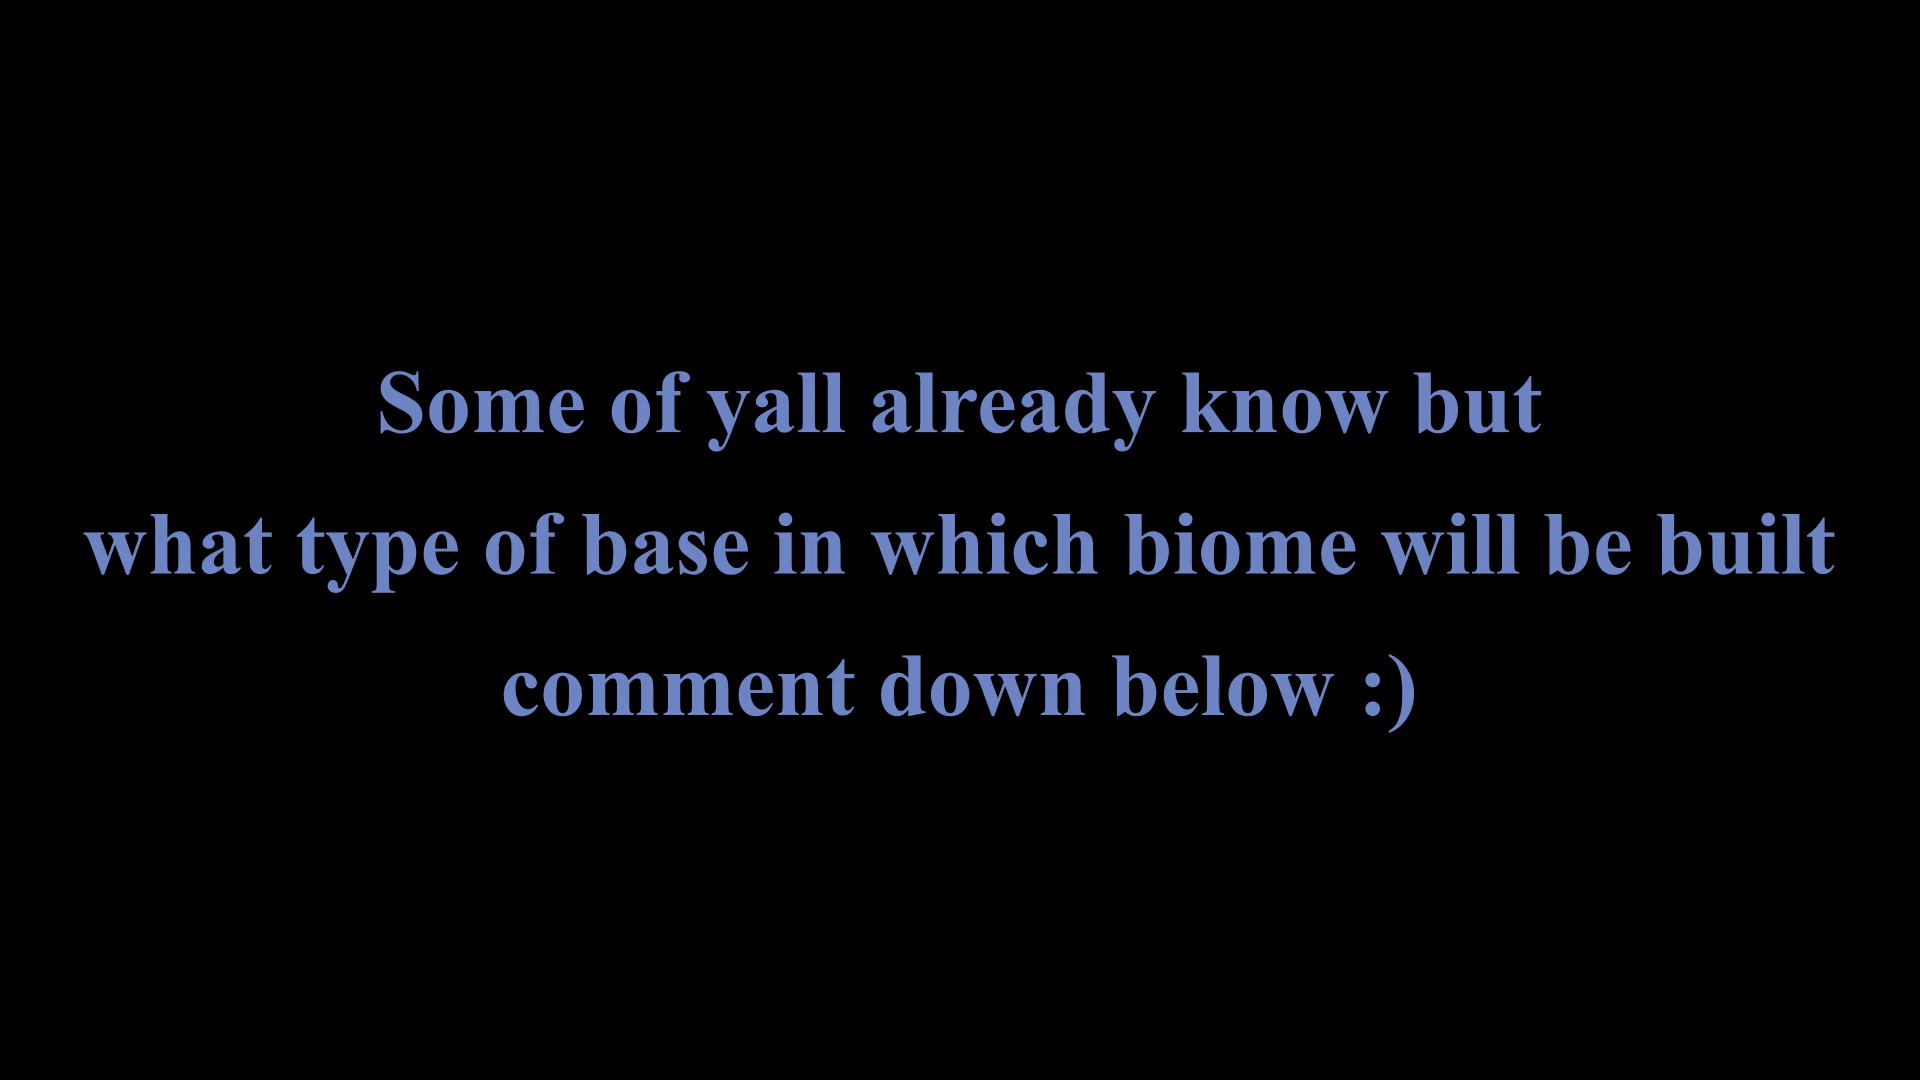 Some of yall already know but
what type of base in which biome will be built
comment down below :)